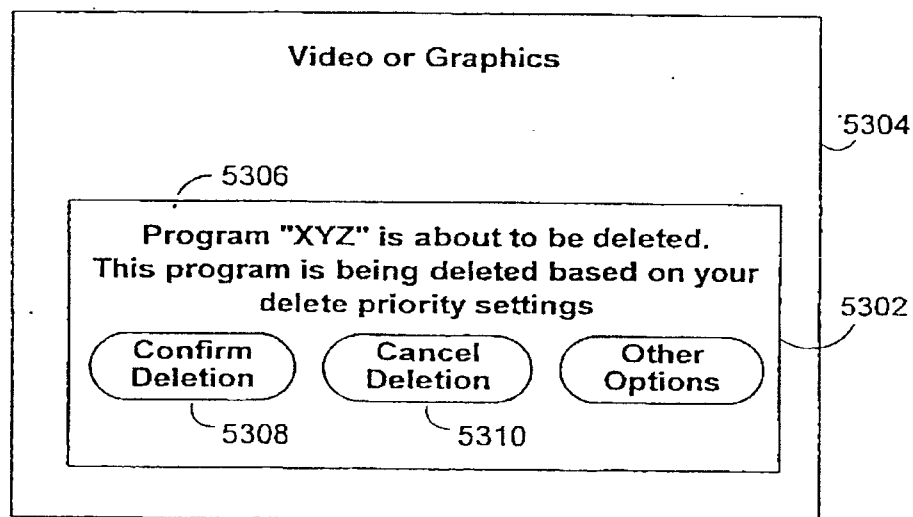 Video or Graphics
5304
5306
Program "XYZ" is about to be deleted.
This program is being deleted based on your
delete priority settings
5302
Confirm
Deletion
Cancel
Deletion
Other
Options
5308
5310